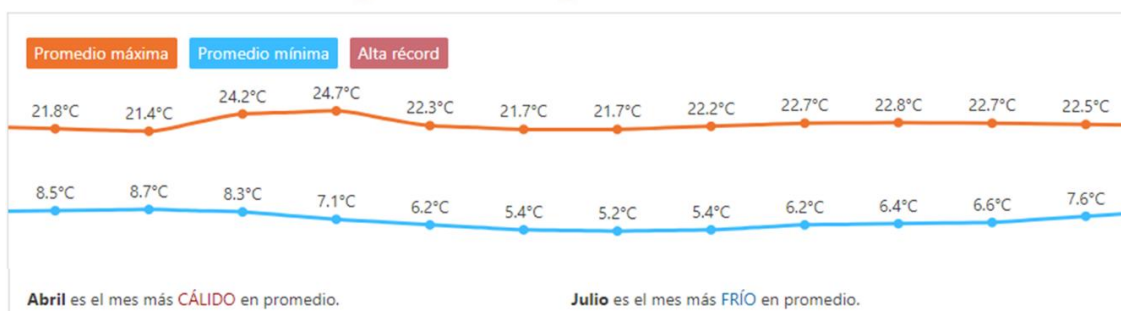 Promedio máxima Promedio mínima Alta récord
21.8°C 21.4°C 24.2°C 24.7°C 22.3°C 21.7°C 21.7°C 22.2°C 22.7°C 22.8°C 22.7°C 22.5°C
8.5°C 8.7°C 8.3°C 7.1°C 6.2°C 5.4°C 5.2°C 5.4°C 6.2°C 6.4°C 6.6°C 7.6°C
Abril es el mes más CÁLIDO en promedio. Julio es el mes más FRÍO en promedio.